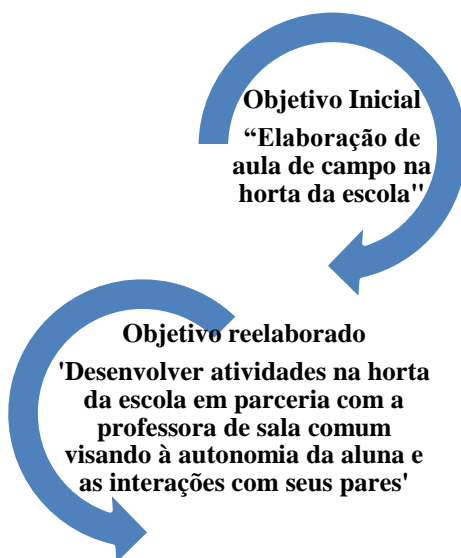 Objetivo Inicial
“Elaboração de
aula de campo na
horta da escola"
Objetivo reelaborado
'Desenvolver atividades na horta
da escola em parceria com a
professora de sala comum
visando à autonomia da aluna e
as interações com seus pares'